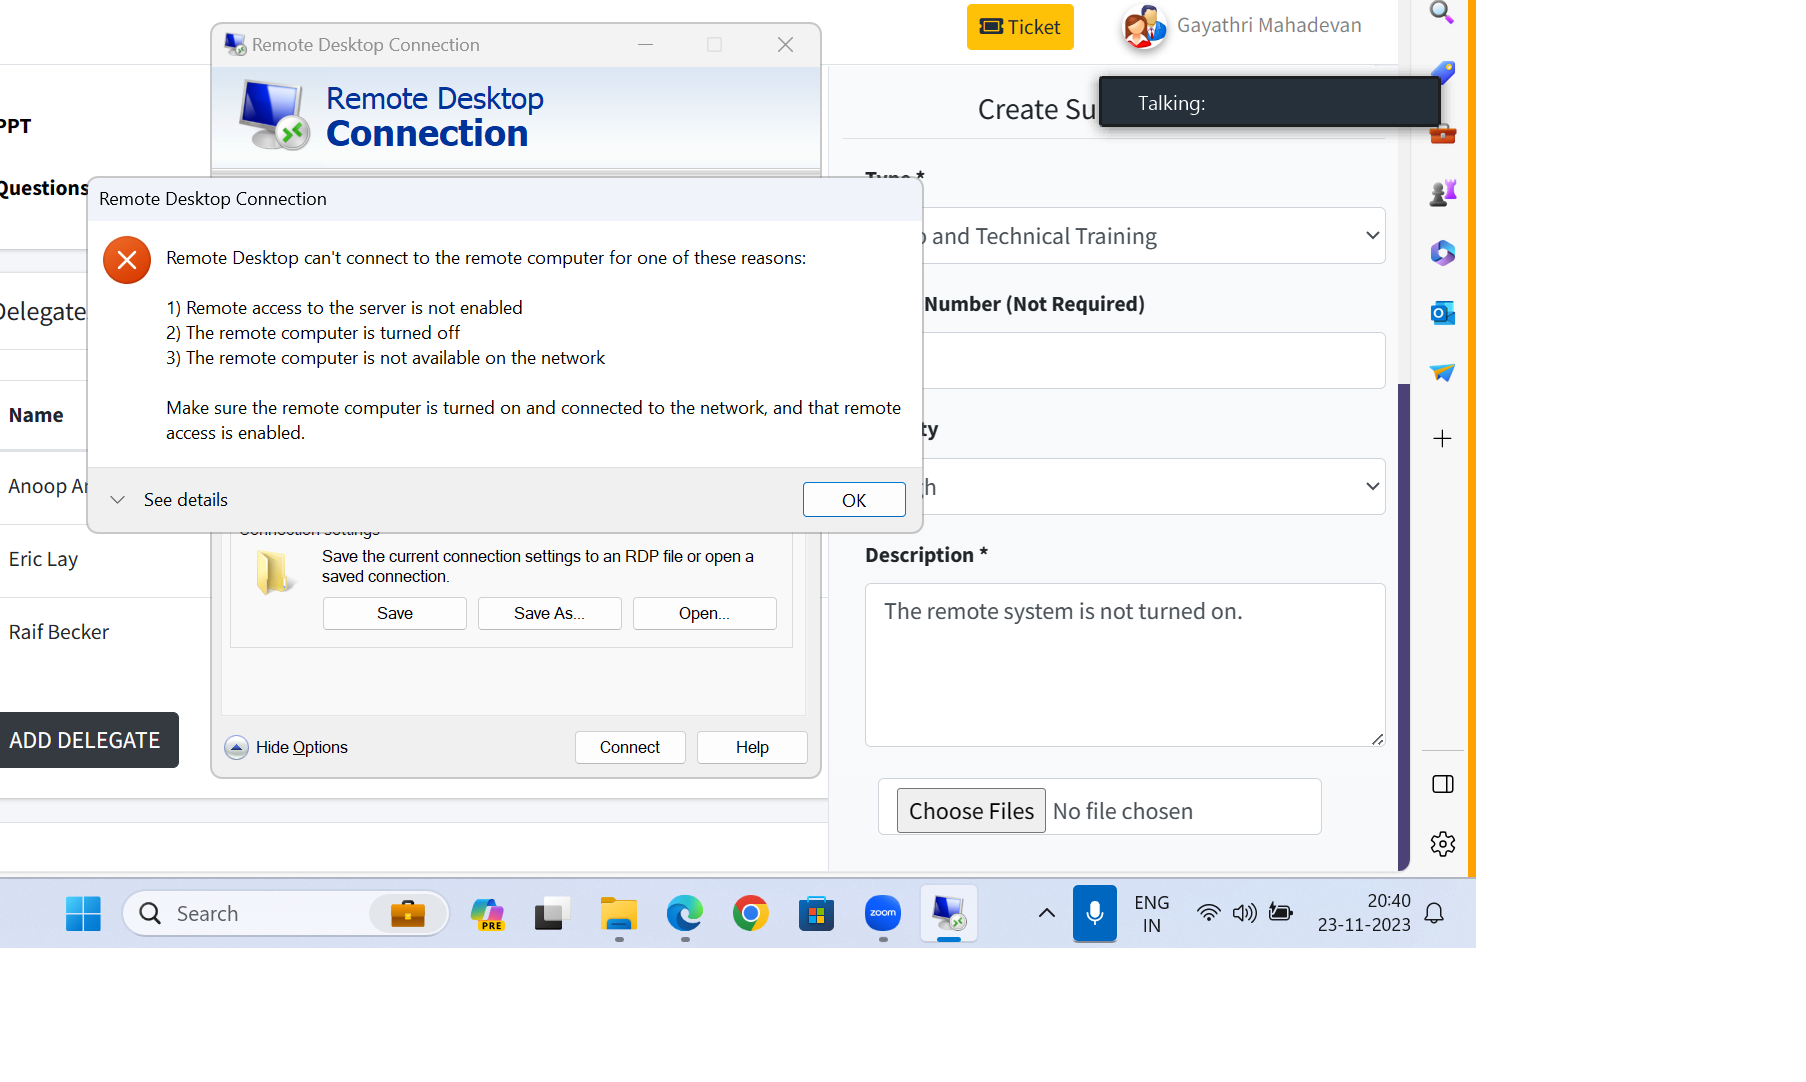 Remote Desktop Connection
Ticket
Gayathri Mahadevan
Remote Desktop
Connection
Create Su
Talking:
PPT
Questions
Type *
Remote Desktop Connection
and Technical Training
Remote Desktop can't connect to the remote computer for one of these reasons:
1) Remote access to the server is not enabled
2) The remote computer is turned off
3) The remote computer is not available on the network
Make sure the remote computer is turned on and connected to the network, and that remote
access is enabled.
See details
OK
Number (Not Required)
Delegate
Name
Anoop Ar
Eric Lay
Raif Becker
ADD DELEGATE
Connection settings
Save the current connection settings to an RDP file or open a
saved connection.
Save
Save As...
Open...
Hide Options
Connect
Help
Description *
The remote system is not turned on.
Choose Files No file chosen
Search
PRE
zoom
ENG
IN
20:40
23-11-2023